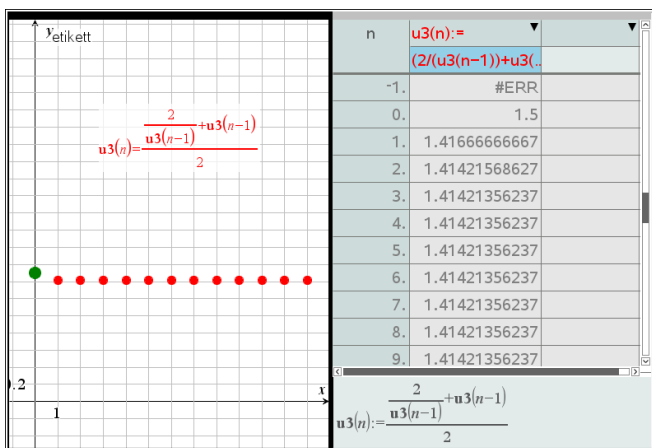 y
etikett
u3(n)=(2/u3(n-1)+u3(n-1))/2
0.2
x
1
n u3(n):=
(2/(u3(n-1))+u3(..
-1. #ERR
0. 1.5
1. 1.41666666667
2. 1.41421568627
3. 1.41421356237
4. 1.41421356237
5. 1.41421356237
6. 1.41421356237
7. 1.41421356237
8. 1.41421356237
9. 1.41421356237
u3(n):=(2/u3(n-1)+u3(n-1))/2